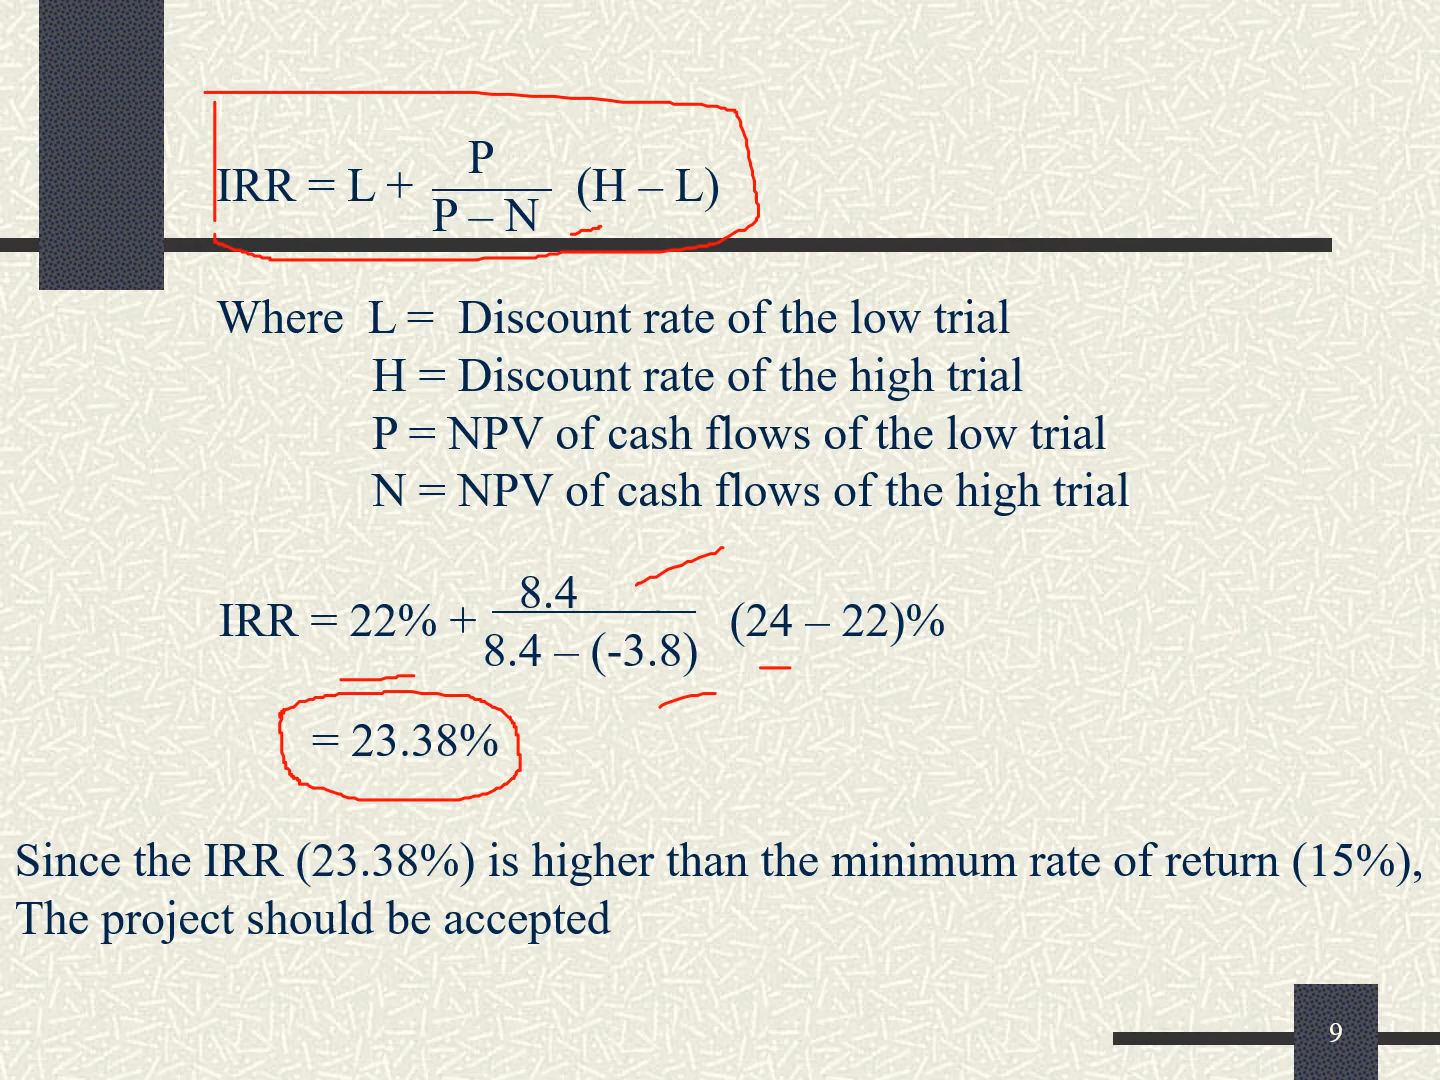 IRR = L + P / P – N (H – L)
Where L = Discount rate of the low trial
H = Discount rate of the high trial
P = NPV of cash flows of the low trial
N = NPV of cash flows of the high trial
IRR = 22% + 8.4 / 8.4 – (-3.8) (24 – 22)%
= 23.38%
Since the IRR (23.38%) is higher than the minimum rate of return (15%),
The project should be accepted
9